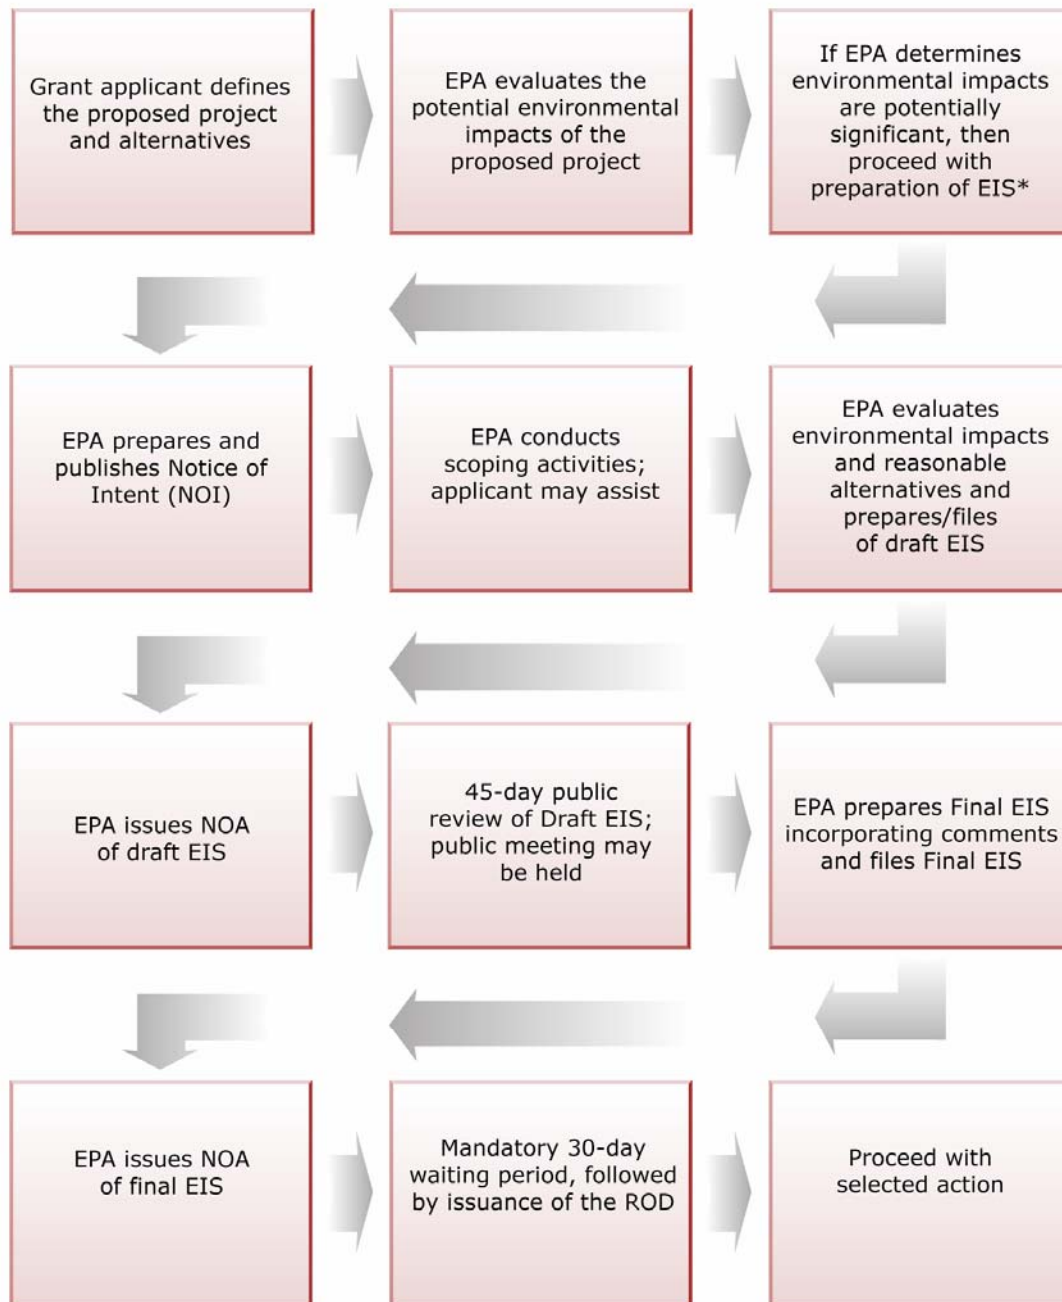 Grant applicant defines
the proposed project
and alternatives
EPA evaluates the
potential environmental
impacts of the
proposed project
If EPA determines
environmental impacts
are potentially
significant, then
proceed with
preparation of EIS*
EPA prepares and
publishes Notice of
Intent (NOI)
EPA conducts
scoping activities;
applicant may assist
EPA evaluates
environmental impacts
and reasonable
alternatives and
prepares/files
of draft EIS
EPA issues NOA
of draft EIS
45-day public
review of Draft EIS;
public meeting may
be held
EPA prepares Final EIS
incorporating comments
and files Final EIS
EPA issues NOA
of final EIS
Mandatory 30-day
waiting period, followed
by issuance of the ROD
Proceed with
selected action